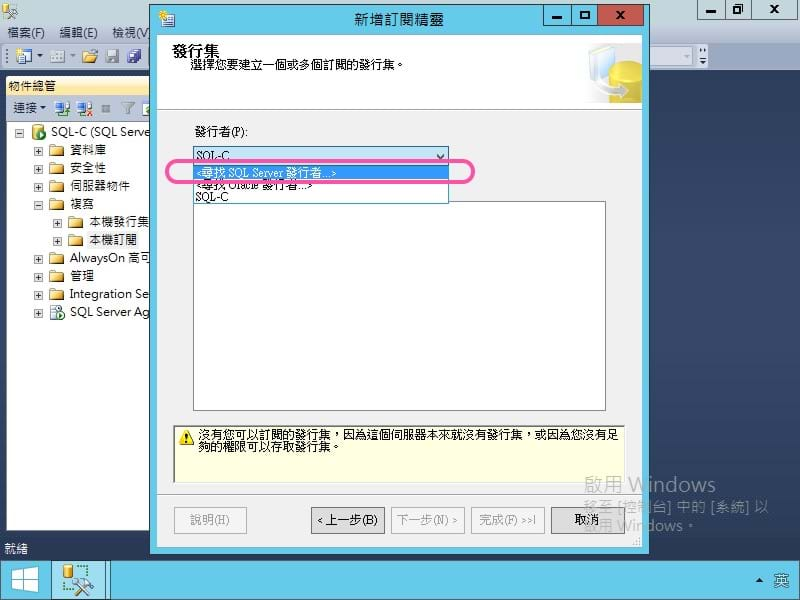 新增訂閱精靈
檔案(F) 編輯(E) 檢視(V)
物件總管
連接
SQL-C (SQL Serve
資料庫
安全性
伺服器物件
複寫
本機發行集
本機訂閱
AlwaysOn 高可
管理
Integration Se
SQL Server Ag
發行集
選擇您要建立一個或多個訂閱的發行集。
發行者(P):
SQL-C
<尋找 SQL Server 發行者...>
<尋找 Oracle 發行者...>
SQL-C
沒有您可以訂閱的發行集，因為這個伺服器本來就沒有發行集，或因為您沒有足
夠的權限可以存取發行集。
說明(H)
< 上一步(B)
下一步(N) >
完成(F) >>|
取消
啟用 Windows
移至 [控制台] 中的 [系統] 以
啟用 Windows。
就緒
英